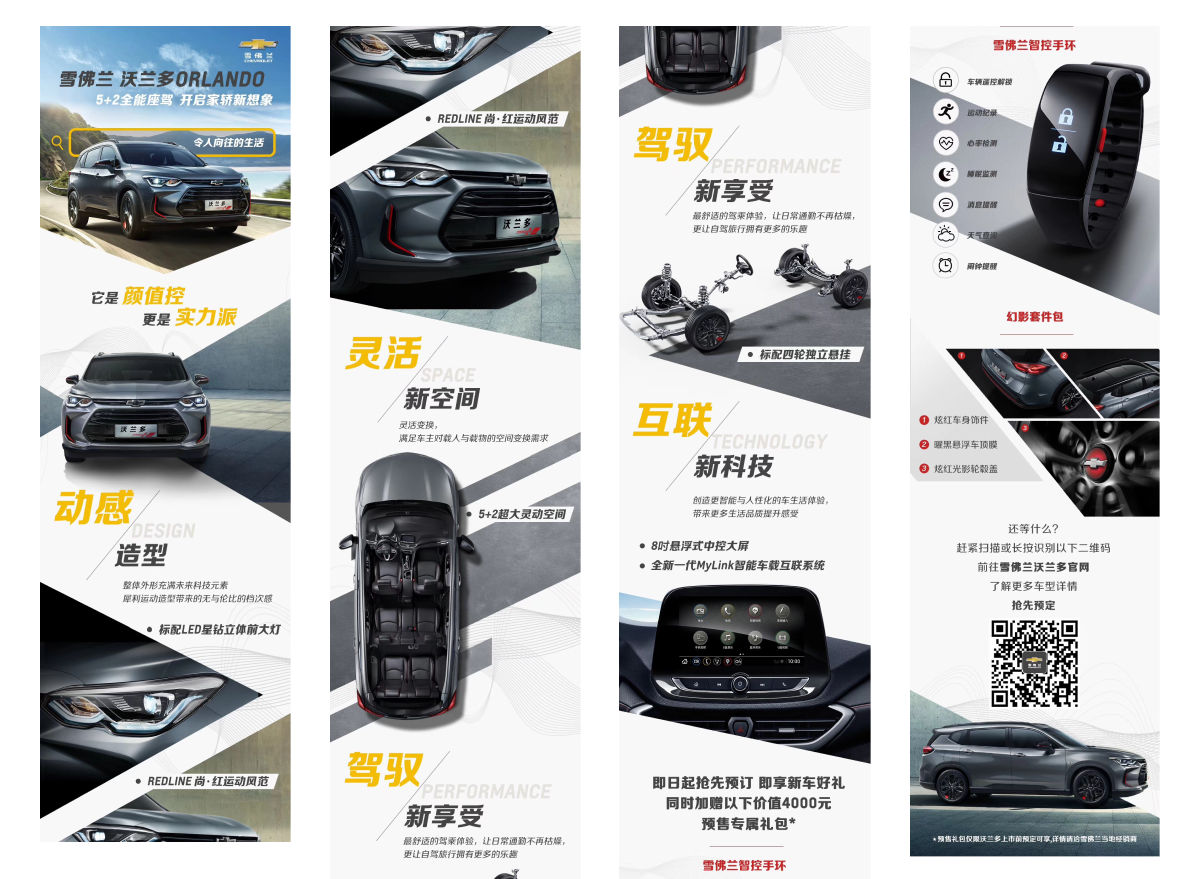 雪佛兰
CHEVROLET
雪佛兰 沃兰多ORLANDO
5+2全能座驾 开启家轿新想象
令人向往的生活
沃兰多
它是 颜值控
更是 实力派
沃兰多
动感
DESIGN
造型
整体外形充满未来科技元素
犀利运动造型带来的无与伦比的档次感
标配LED星钻立体前大灯
REDLINE 尚·红运动风范
REDLINE 尚·红运动风范
沃兰多
灵活
SPACE
新空间
灵活变换，
满足车主对载人与载物的空间变换需求
5+2超大灵动空间
驾驭
PERFORMANCE
新享受
最舒适的驾乘体验，让日常通勤不再枯燥，
更让自驾旅行拥有更多的乐趣
驾驭
PERFORMANCE
新享受
最舒适的驾乘体验，让日常通勤不再枯燥，
更让自驾旅行拥有更多的乐趣
标配四轮独立悬挂
互联
TECHNOLOGY
新科技
创造更智能与人性化的车生活体验，
带来更多生活品质提升感受
8吋悬浮式中控大屏
全新一代MyLink智能车载互联系统
10:00
即日起抢先预订 即享新车好礼
同时加赠以下价值4000元
预售专属礼包*
雪佛兰智控手环
雪佛兰智控手环
车辆遥控解锁
运动纪录
心率检测
睡眠监测
消息提醒
天气查询
闹钟提醒
幻影套件包
1
2
3
1 炫红车身饰件
2 曜黑悬浮车顶膜
3 炫红光影轮毂盖
还等什么？
赶紧扫描或长按识别以下二维码
前往雪佛兰沃兰多官网
了解更多车型详情
抢先预定
雪佛兰
*预售礼包仅限沃兰多上市前预定可享,详情请洽雪佛兰当地经销商